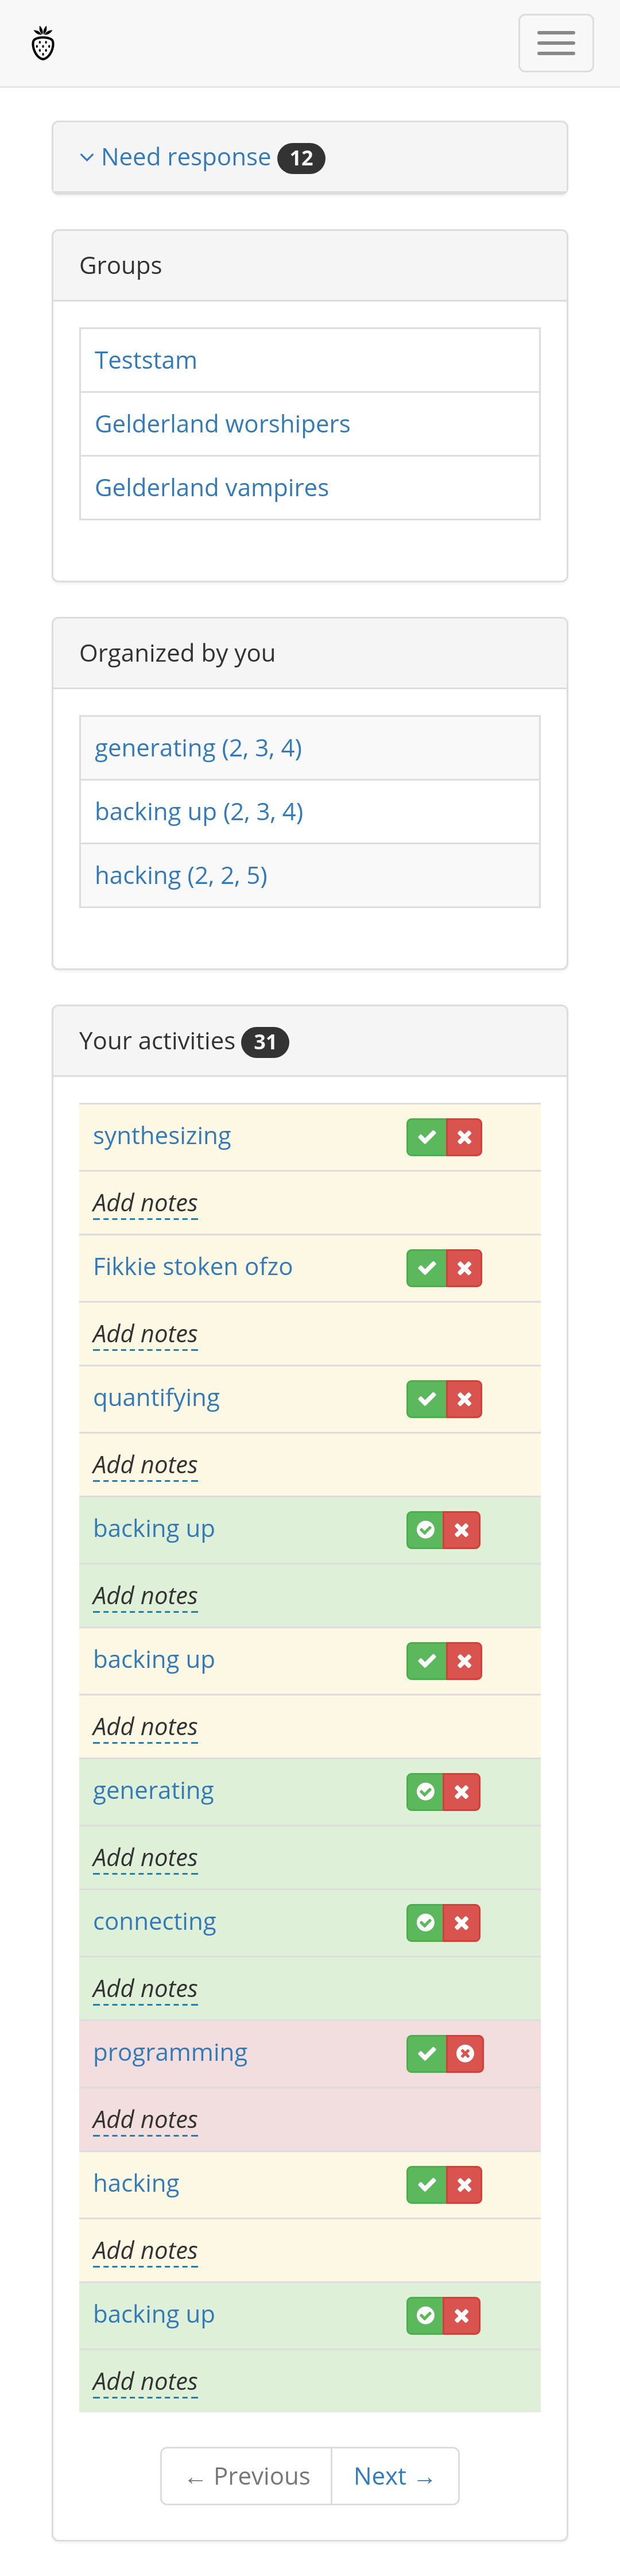 Need response 12
Groups
Teststam
Gelderland worshipers
Gelderland vampires
Organized by you
generating (2, 3, 4)
backing up (2, 3, 4)
hacking (2, 2, 5)
Your activities 31
synthesizing
Add notes
Fikkie stoken ofzo
Add notes
quantifying
Add notes
backing up
Add notes
backing up
Add notes
generating
Add notes
connecting
Add notes
programming
Add notes
hacking
Add notes
backing up
Add notes
← Previous Next →